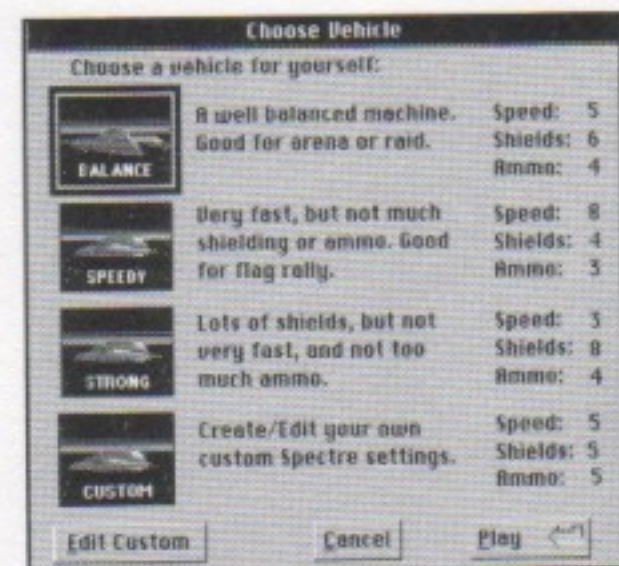 Choose Vehicle
Choose a vehicle for yourself:
BALANCE
A well balanced machine.
Good for arena or raid.
Speed: 5
Shields: 6
Ammo: 4
SPEEDY
Very fast, but not much
shielding or ammo. Good
for flag rally.
Speed: 8
Shields: 4
Ammo: 3
STRONG
Lots of shields, but not
very fast, and not too
much ammo.
Speed: 3
Shields: 8
Ammo: 4
CUSTOM
Create/Edit your own
custom Spectre settings.
Speed: 5
Shields: 5
Ammo: 5
Edit Custom
Cancel
Play